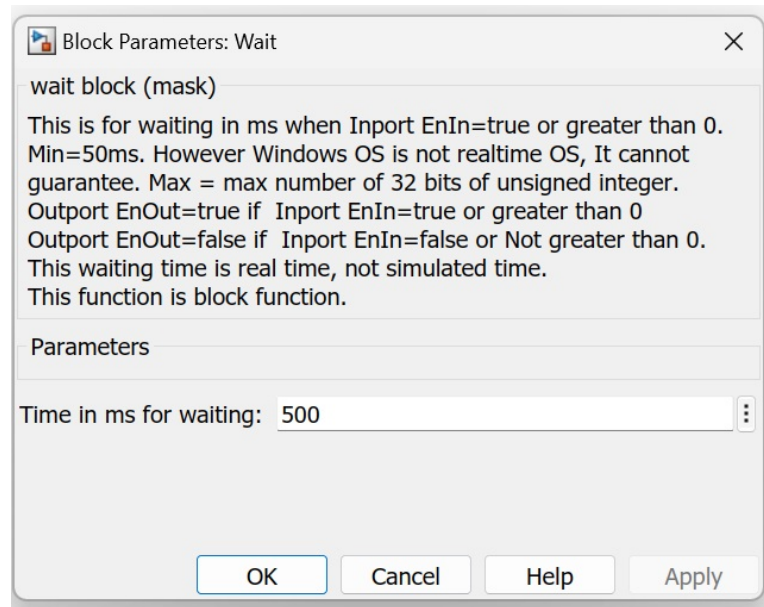 Block Parameters: Wait
wait block (mask)
This is for waiting in ms when Inport EnIn=true or greater than 0.
Min=50ms. However Windows OS is not realtime OS, It cannot
guarantee. Max = max number of 32 bits of unsigned integer.
Outport EnOut=true if  Inport EnIn=true or greater than 0
Outport EnOut=false if  Inport EnIn=false or Not greater than 0.
This waiting time is real time, not simulated time.
This function is block function.
Parameters
Time in ms for waiting: 500
OK Cancel Help Apply